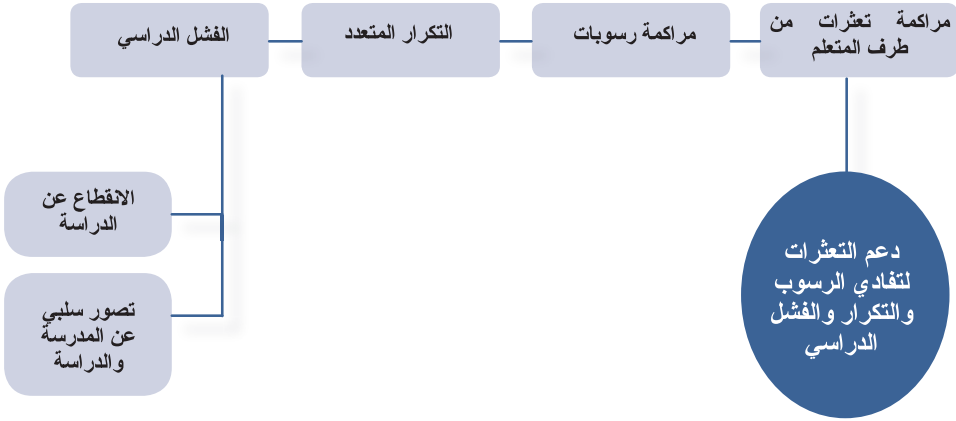 مراكمة تعثرات من
طرف المتعلم
مراكمة رسوبات
التكرار المتعدد
الفشل الدراسي
دعم التعثرات
لتفادي الرسوب
والتكرار والفشل
الدراسي
الانقطاع عن
الدراسة
تصور سلبي
عن المدرسة
والدراسة